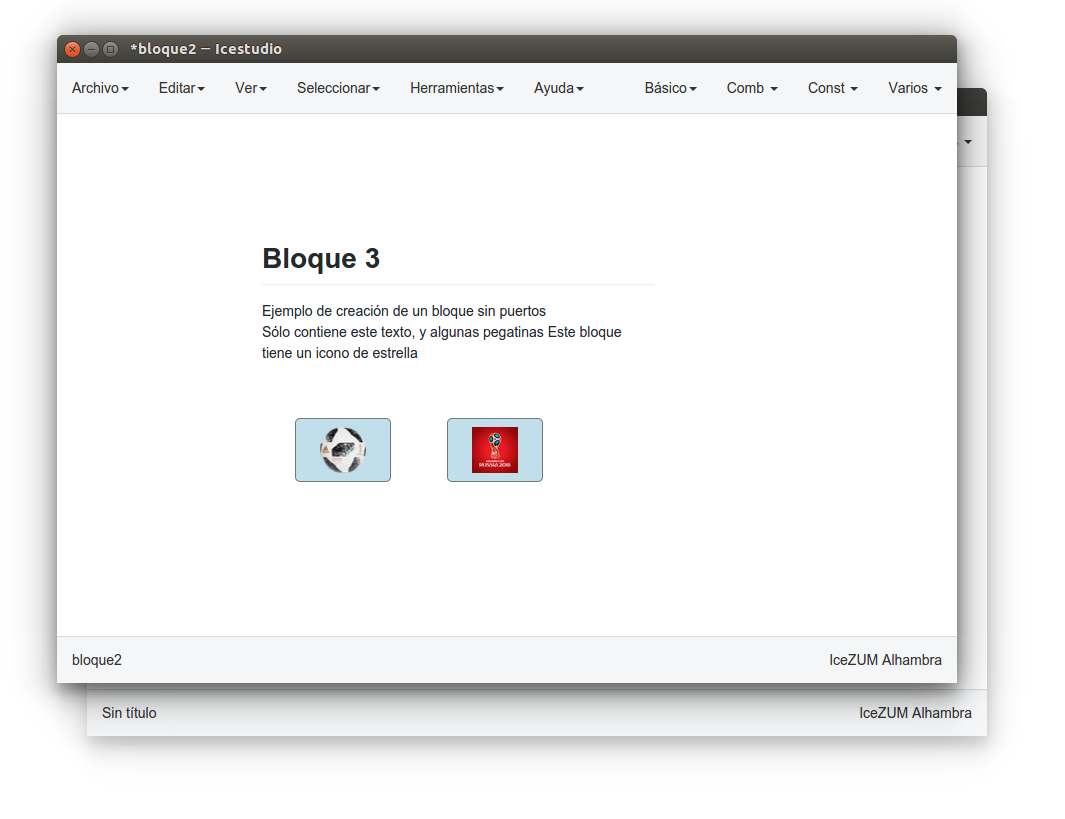 *bloque2 — Icestudio
Archivo Editar Ver Seleccionar Herramientas Ayuda Básico Comb Const Varios
Bloque 3
Ejemplo de creación de un bloque sin puertos
Sólo contiene este texto, y algunas pegatinas Este bloque
tiene un icono de estrella
RUSSIA 2018
bloque2 IceZUM Alhambra
Sin título IceZUM Alhambra